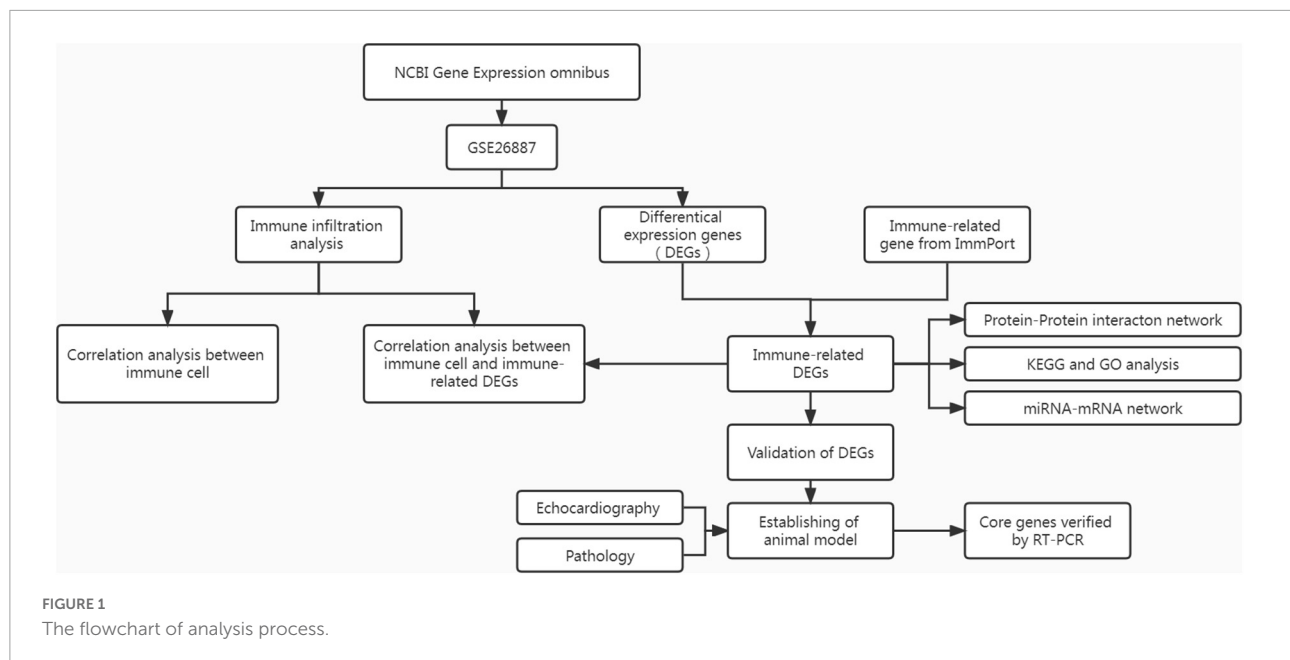 NCBI Gene Expression omnibus
GSE26887
Immune infiltration
analysis
Differentical
expression genes
（DEGs）
Immune-related
gene from ImmPort
Correlation analysis between
immune cell
Correlation analysis between
immune cell and immune-
related DEGs
Immune-related
DEGs
Protein-Protein interacton network
KEGG and GO analysis
miRNA-mRNA network
Validation of DEGs
Echocardiography
Pathology
Establishing of
animal model
Core genes verified
by RT-PCR
FIGURE 1
The flowchart of analysis process.